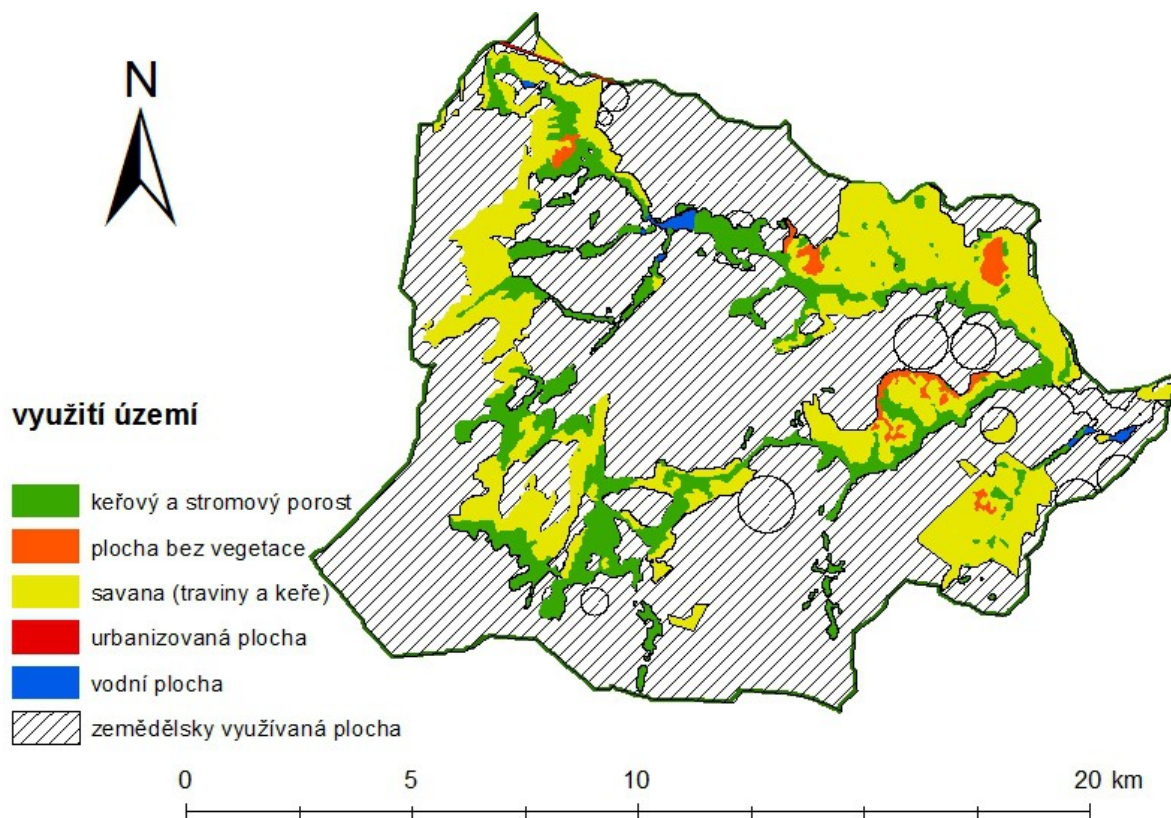 N
využití území
keřový a stromový porost
plocha bez vegetace
savana (traviny a keře)
urbanizovaná plocha
vodní plocha
zemědělsky využívaná plocha
0 5 10 20 km